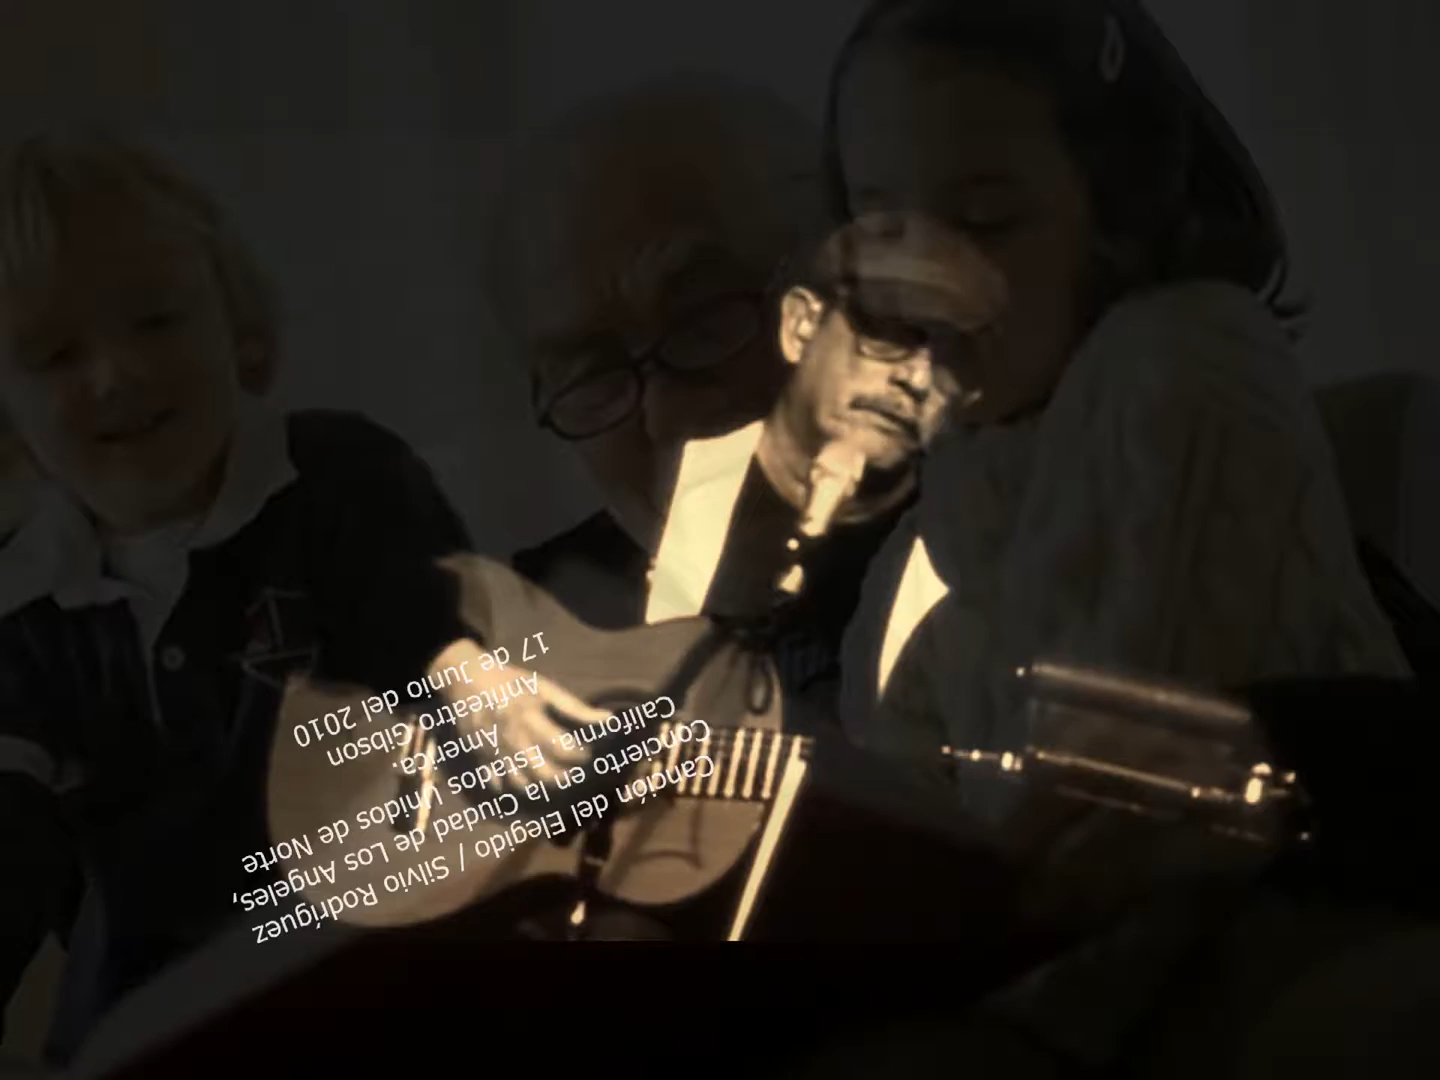 Canción del Elegido / Silvio Rodríguez
Concierto en la Ciudad de Los Angeles,
California. Estados Unidos de Norte
América.
Anfiteatro Gibson
17 de Junio del 2010